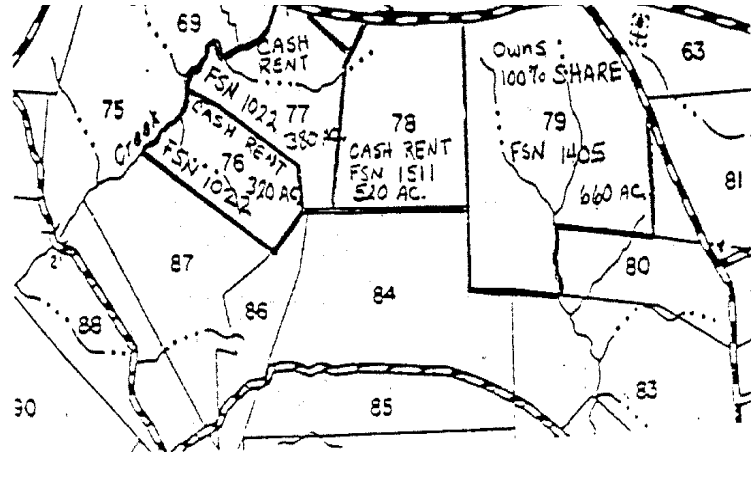 69
CASH
RENT
Owns
100% SHARE
63
FSN 1022
77
380 AC.
75
Creek
CASH RENT
76
FSN 1022
320 AC.
78
CASH RENT
FSN 1511
520 AC.
79
FSN 1405
660 AC.
81
87
80
86
84
88
90
85
83